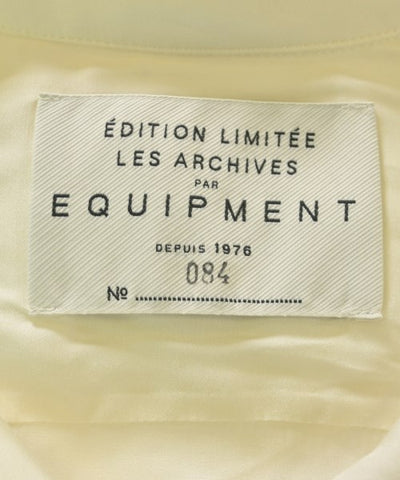 ÉDITION LIMITÉE
LES ARCHIVES
PAR
EQUIPMENT
DEPUIS 1976
084
Nº ................................